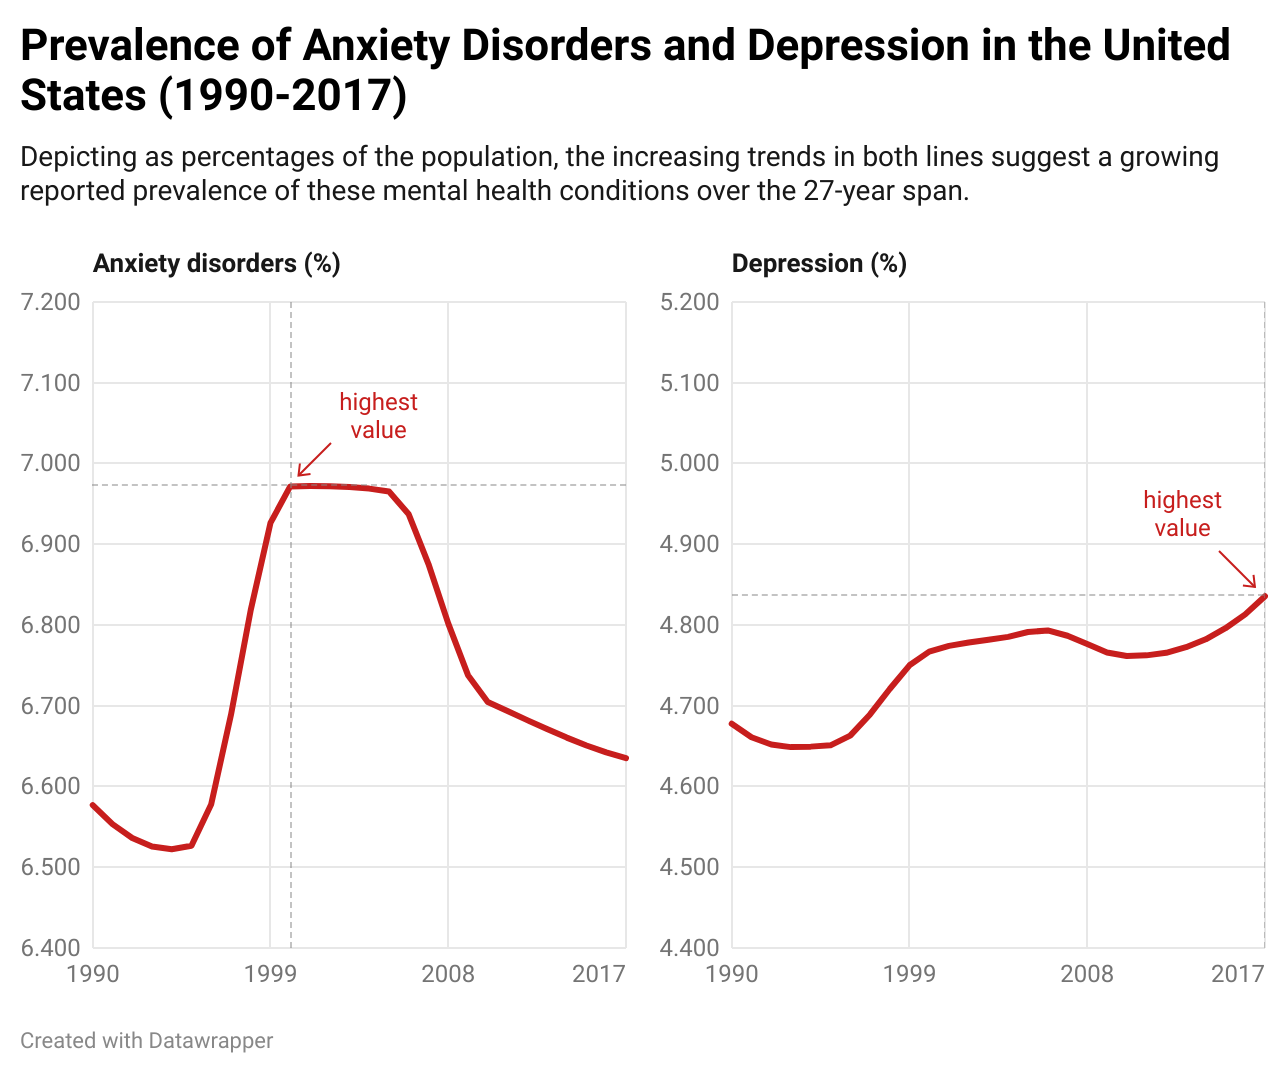 Prevalence of Anxiety Disorders and Depression in the United
States (1990-2017)
Depicting as percentages of the population, the increasing trends in both lines suggest a growing
reported prevalence of these mental health conditions over the 27-year span.
Anxiety disorders (%)
7.200
7.100
7.000
6.900
6.800
6.700
6.600
6.500
6.400
highest
value
1990 1999 2008 2017
Depression (%)
5.200
5.100
5.000
4.900
4.800
4.700
4.600
4.500
4.400
highest
value
1990 1999 2008 2017
Created with Datawrapper